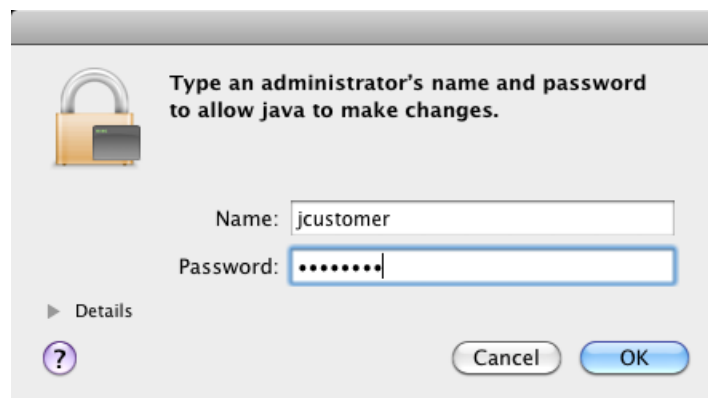 Type an administrator's name and password
to allow java to make changes.
Name: jcustomer
Password: ••••••••
Details
?
Cancel OK